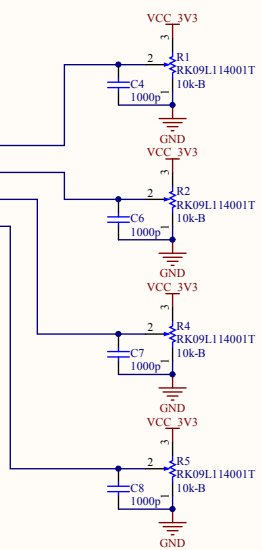 VCC_3V3
3
2
R1
RK09L114001T
10k-B
C4
1000p
1
GND
VCC_3V3
3
2
R2
RK09L114001T
10k-B
C6
1000p
1
GND
VCC_3V3
3
2
R4
RK09L114001T
10k-B
C7
1000p
1
GND
VCC_3V3
3
2
R5
RK09L114001T
10k-B
C8
1000p
1
GND